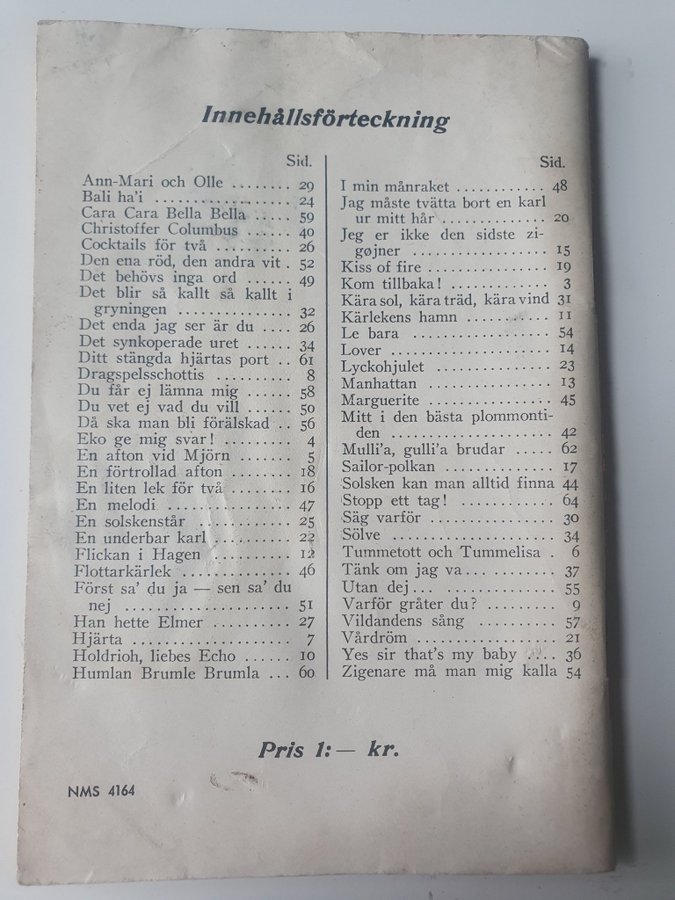 Innehållsförteckning
Sid.
Ann-Mari och Olle ........ 29
Bali ha'i .................. 24
Cara Cara Bella Bella ..... 59
Christoffer Columbus ...... 40
Cocktails för två .......... 26
Den ena röd, den andra vit . 52
Det behövs inga ord ...... 49
Det blir så kallt så kallt i
gryningen ............... 32
Det enda jag ser är du .... 26
Det synkoperade uret ...... 34
Ditt stängda hjärtas port .. 61
Dragspelsschottis .......... 8
Du får ej lämna mig ...... 58
Du vet ej vad du vill ...... 50
Då ska man bli förälskad .. 56
Eko ge mig svar! ......... 4
En afton vid Mjörn ....... 5
En förtrollad afton ........ 18
En liten lek för två ........ 16
En melodi ................. 47
En solskenstår ............ 25
En underbar karl .......... 22
Flickan i Hagen .......... 12
Flottarkärlek .............. 46
Först sa' du ja — sen sa' du
nej ...................... 51
Han hette Elmer .......... 27
Hjärta ..................... 7
Holdrioh, liebes Echo ...... 10
Humlan Brumle Brumla ... 60
Sid.
I min månraket ............ 48
Jag måste tvätta bort en karl
ur mitt hår .............. 20
Jeg er ikke den sidste zi-
gøjner .................. 15
Kiss of fire ................ 19
Kom tillbaka! .............. 3
Kära sol, kära träd, kära vind 31
Kärlekens hamn ........... 11
Le bara ................... 54
Lover ..................... 14
Lyckohjulet ................ 23
Manhattan ................. 13
Marguerite ................ 45
Mitt i den bästa plommonti-
den ..................... 42
Mulli'a, gulli'a brudar ..... 62
Sailor-polkan .............. 17
Solsken kan man alltid finna 44
Stopp ett tag! ............. 64
Säg varför ................. 30
Sölve ...................... 34
Tummetott och Tummelisa . 6
Tänk om jag va........... 37
Utan dej... ................ 55
Varför gråter du? .......... 9
Vildandens sång ........... 57
Vårdröm .................. 21
Yes sir that's my baby .... 36
Zigenare må man mig kalla 54
Pris 1:— kr.
NMS 4164